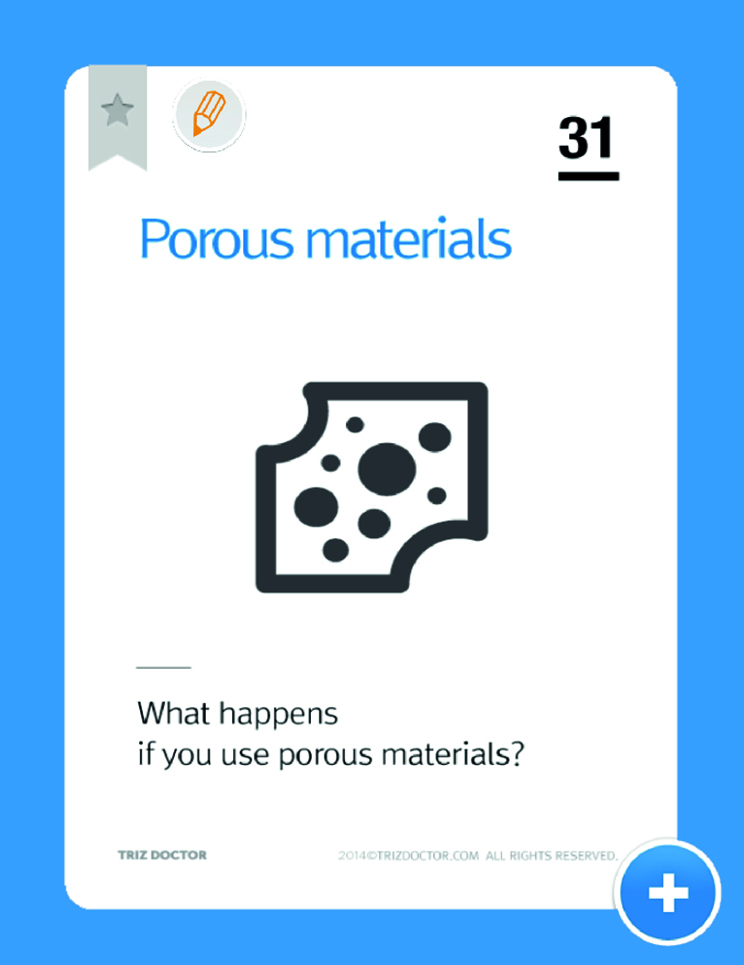 31
Porous materials
What happens
if you use porous materials?
TRIZ DOCTOR
2014©TRIZDOCTOR.COM ALL RIGHTS RESERVED.